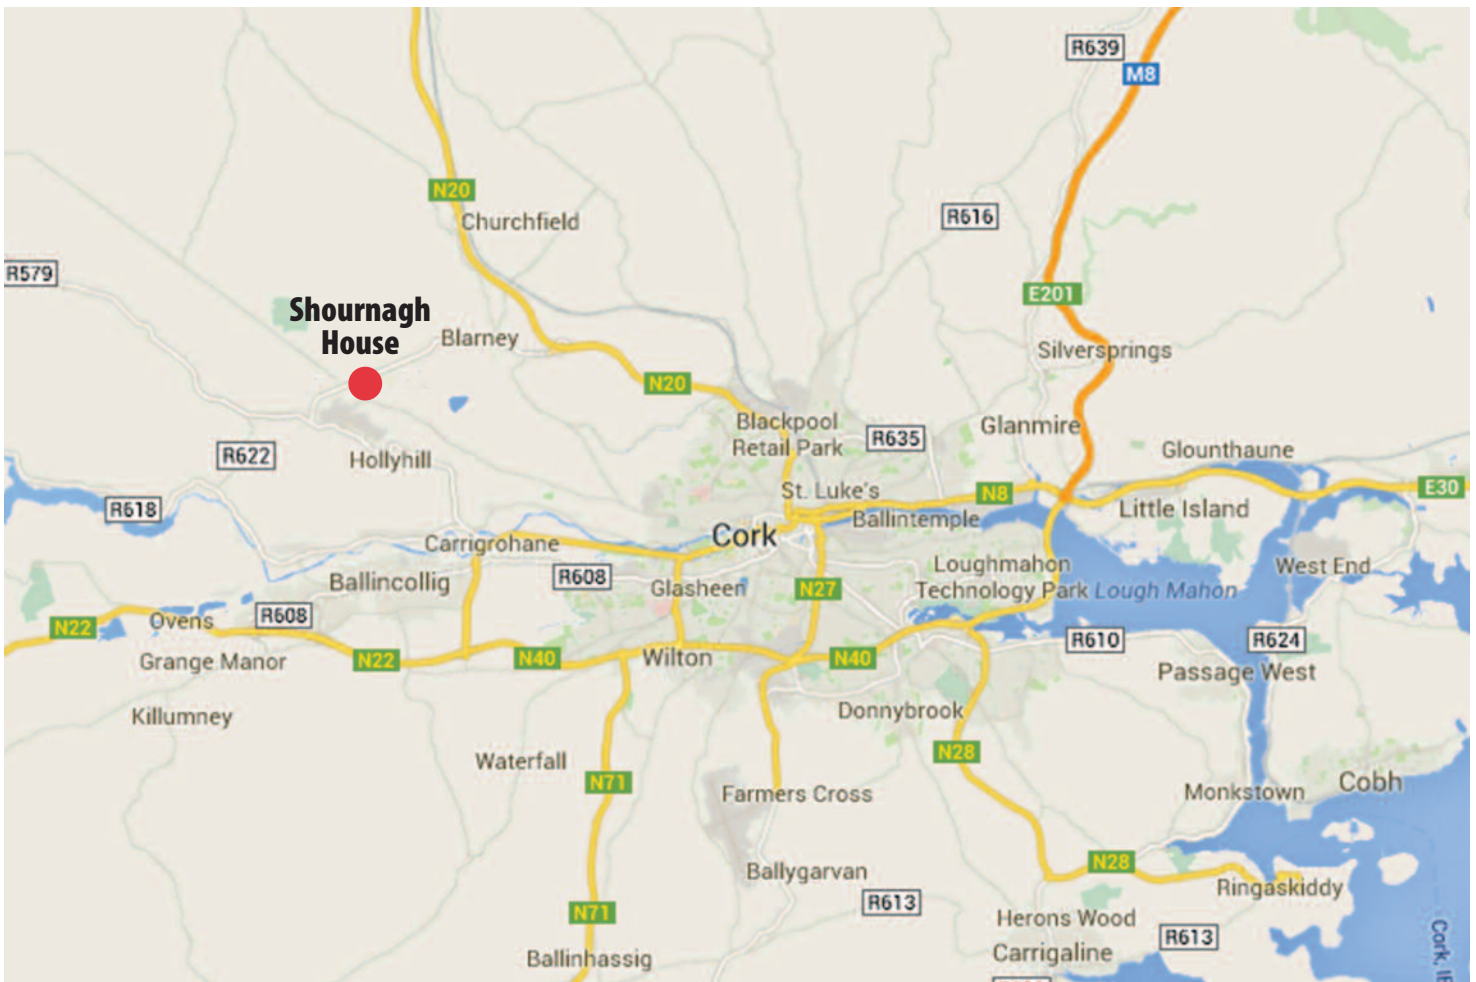 R639
M8
N20
R616
Churchfield
R579
E201
Shournagh
House
Blarney
Silversprings
N20
Blackpool
Retail Park
R635
Glanmire
Glounthaune
R622
Hollyhill
St. Luke's
N8
E30
R618
Ballintemple
Little Island
Cork
Carrigrohane
Loughmahon
Technology Park
Lough Mahon
West End
Ballincollig
R608
Glasheen
N27
R608
Ovens
N22
R610
R624
Grange Manor
N22
N40
Wilton
N40
Passage West
Killumney
Donnybrook
Waterfall
N28
N71
Farmers Cross
Monkstown
Cobh
Ballygarvan
N28
Ringaskiddy
R613
N71
Herons Wood
R613
Carrigaline
Ballinhassig
Cork,